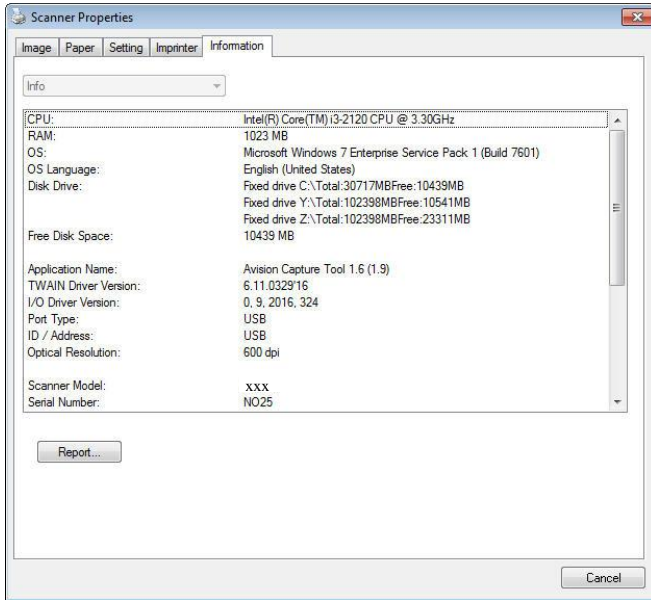 Scanner Properties
Image Paper Setting Imprinter Information
Info
CPU: Intel(R) Core(TM) i3-2120 CPU @ 3.30GHz
RAM: 1023 MB
OS: Microsoft Windows 7 Enterprise Service Pack 1 (Build 7601)
OS Language: English (United States)
Disk Drive: Fixed drive C:\Total:30717MBFree:10439MB
Fixed drive Y:\Total:102398MBFree:10541MB
Fixed drive Z:\Total:102398MBFree:23311MB
Free Disk Space: 10439 MB
Application Name: Avision Capture Tool 1.6 (1.9)
TWAIN Driver Version: 6.11.0329'16
I/O Driver Version: 0, 9, 2016, 324
Port Type: USB
ID / Address: USB
Optical Resolution: 600 dpi
Scanner Model: xxx
Serial Number: NO25
Report...
Cancel